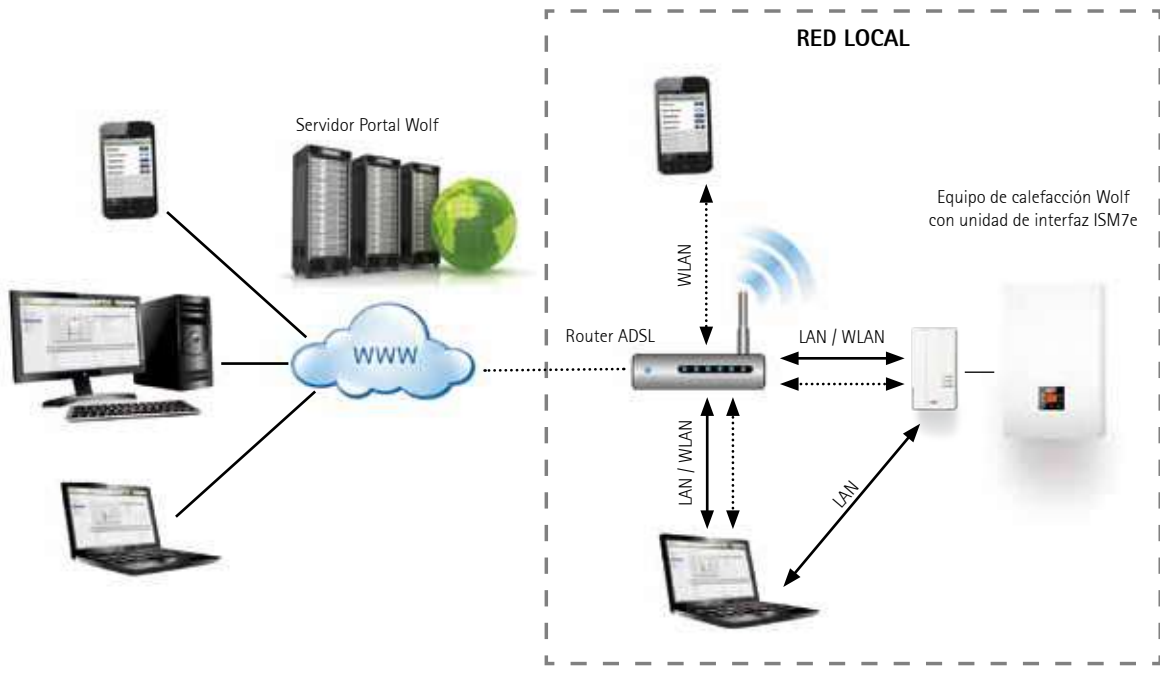 RED LOCAL
Servidor Portal Wolf
Equipo de calefacción Wolf
con unidad de interfaz ISM7e
WLAN
Router ADSL
LAN / WLAN
WWW
LAN / WLAN
LAN